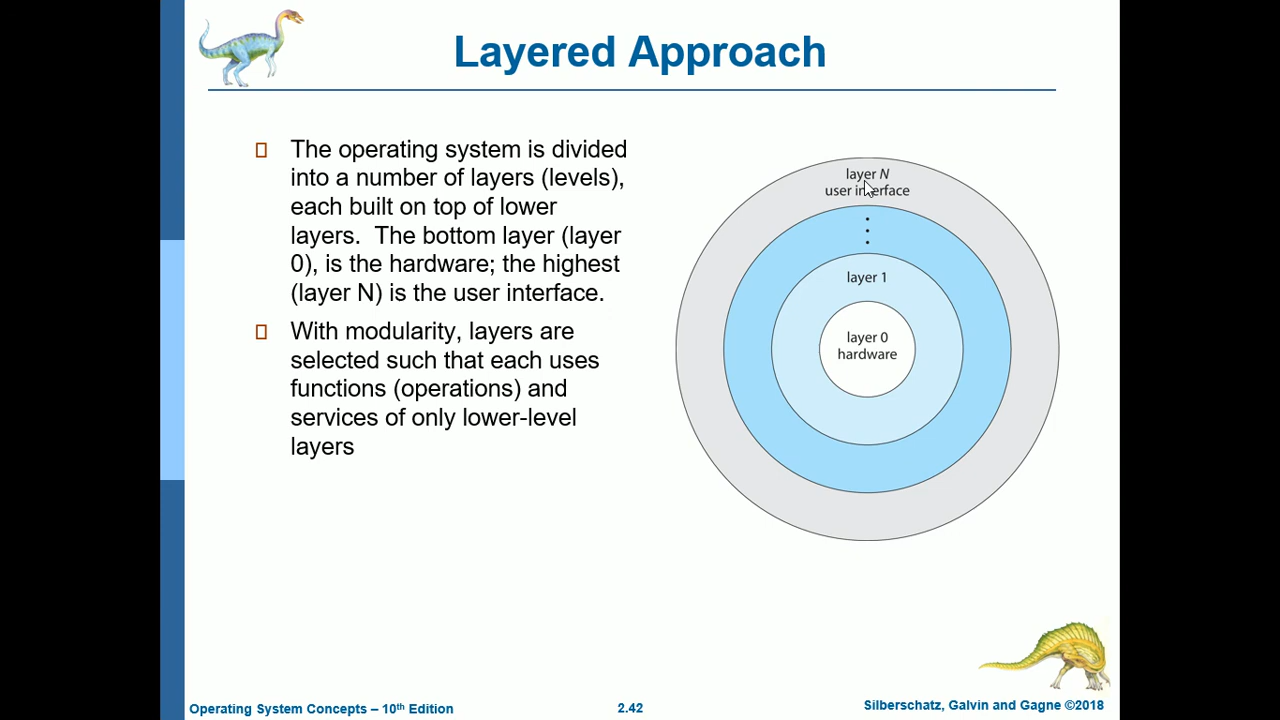 Layered Approach
The operating system is divided
into a number of layers (levels),
each built on top of lower
layers.  The bottom layer (layer
0), is the hardware; the highest
(layer N) is the user interface.
With modularity, layers are
selected such that each uses
functions (operations) and
services of only lower-level
layers
layer N
user interface
layer 1
layer 0
hardware
Operating System Concepts – 10th Edition
2.42
Silberschatz, Galvin and Gagne ©2018